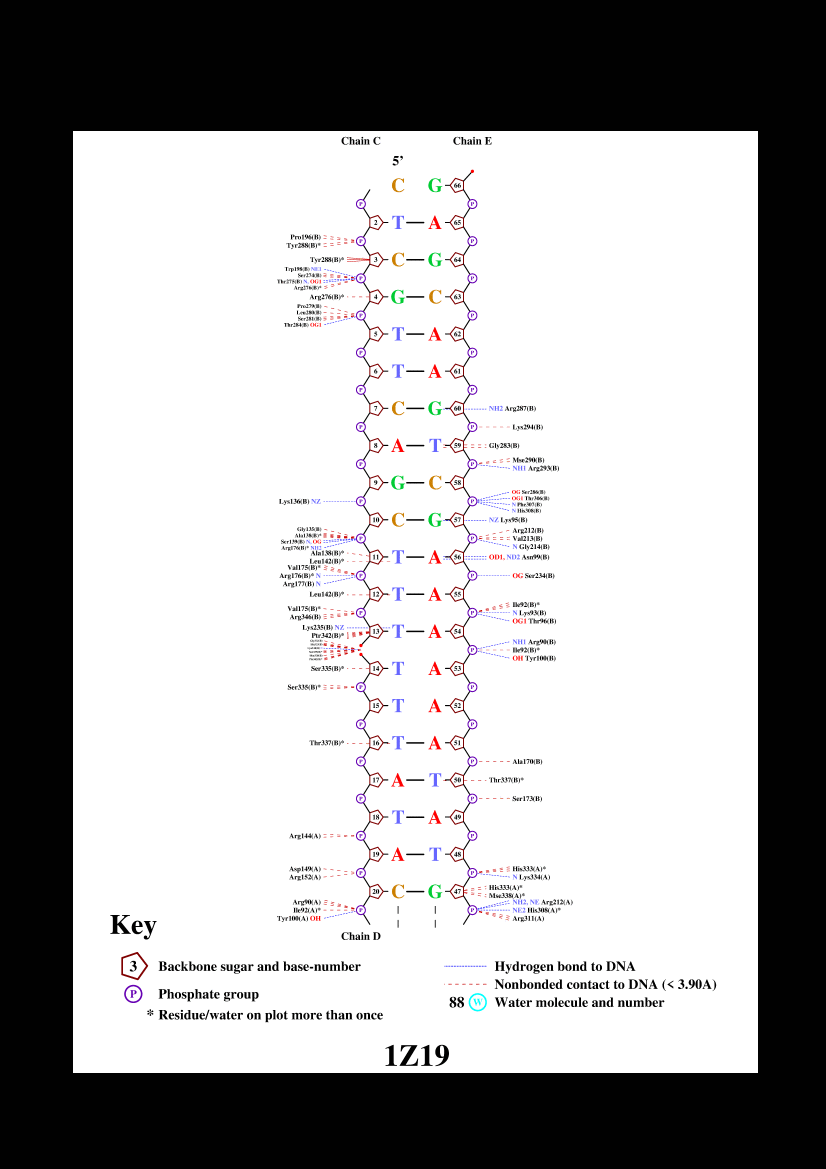 Chain C Chain E
5’
C G 66
P P
2 T A 65
Pro196(B) P P
Tyr288(B)*
Tyr288(B)* 3 C G 64
Trp198(B) NE1
Ser274(B)
Thr275(B) N, OG1 P P
Arg276(B)*
Arg276(B)* 4 G C 63
Pro279(B)
Leu280(B)
Ser281(B) P P
Thr284(B) OG1
5 T A 62
P P
6 T A 61
P P
7 C G 60 NH2 Arg287(B)
P P Lys294(B)
8 A T 59 Gly283(B)
P P Mse290(B)
NH1 Arg293(B)
9 G C 58
OG Ser286(B)
Lys136(B) NZ P P OG1 Thr306(B)
N Phe307(B)
N His308(B)
10 C G 57 NZ Lys95(B)
Gly135(B) Arg212(B)
Ala138(B)* P P Val213(B)
Ser139(B) N, OG N Gly214(B)
Arg176(B)* NH2
Ala138(B)* 11 T A 56 OD1, ND2 Asn99(B)
Leu142(B)*
Val175(B)*
Arg176(B)* N P P OG Ser234(B)
Arg177(B) N
Leu142(B)* 12 T A 55
Val175(B)* P P Ile92(B)*
Arg346(B) N Lys93(B)
OG1 Thr96(B)
Lys235(B) NZ 13 T A 54
Ptr342(B)*
NH1 Arg90(B)
P Ile92(B)*
OH Tyr100(B)
Ser335(B)* 14 T A 53
Ser335(B)* P P
15 T A 52
P P
Thr337(B)* 16 T A 51
P P Ala170(B)
17 A T 50 Thr337(B)*
P P Ser173(B)
18 T A 49
Arg144(A) P P
19 A T 48
Asp149(A) P P His333(A)*
Arg152(A) N Lys334(A)
20 C G 47 His333(A)*
Mse338(A)*
Arg90(A) NH2, NE Arg212(A)
Ile92(A)* P P NE2 His308(A)*
Tyr100(A) OH Arg311(A)
Chain D
Key
3 Backbone sugar and base-number
P Phosphate group
* Residue/water on plot more than once
Hydrogen bond to DNA
Nonbonded contact to DNA (< 3.90A)
88 W Water molecule and number
1Z19